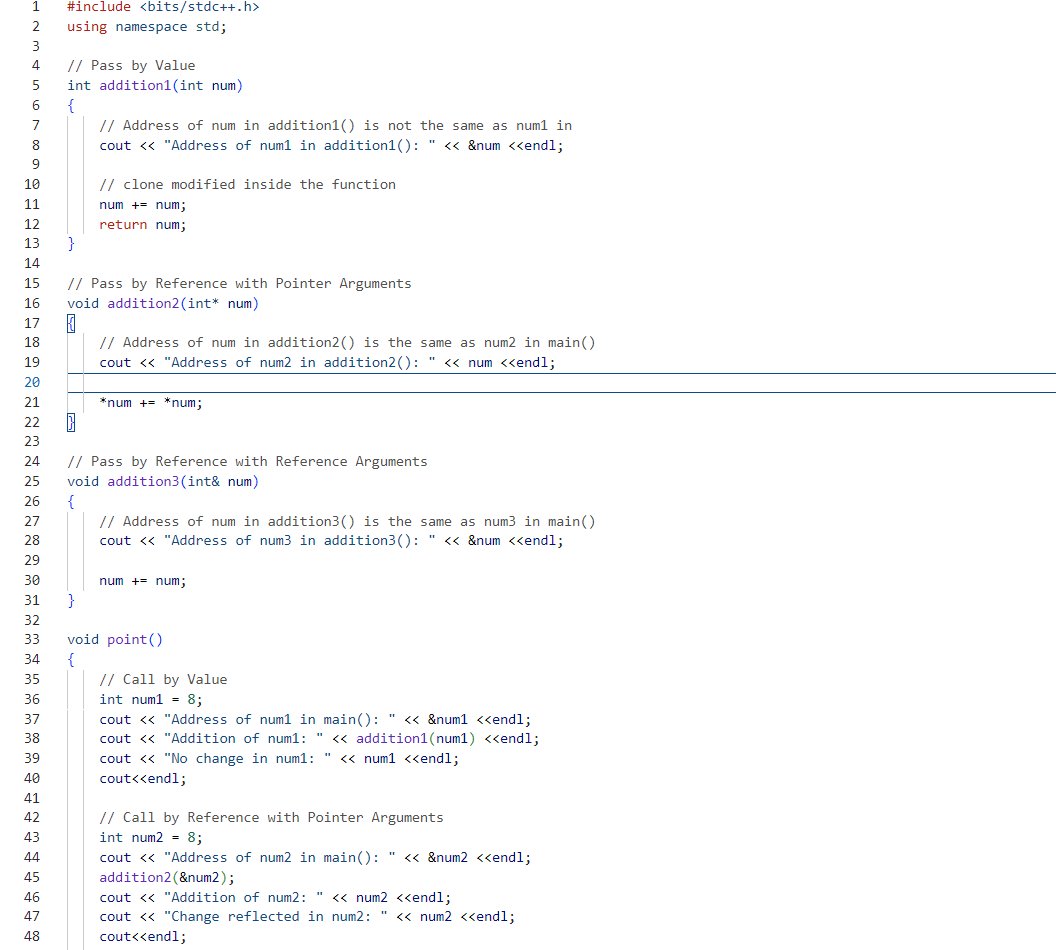 1 #include <bits/stdc++.h>
2 using namespace std;
3
4 // Pass by Value
5 int addition1(int num)
6 {
7 // Address of num in addition1() is not the same as num1 in
8 cout << "Address of num1 in addition1(): " << &num <<endl;
9
10 // clone modified inside the function
11 num += num;
12 return num;
13 }
14
15 // Pass by Reference with Pointer Arguments
16 void addition2(int* num)
17 {
18 // Address of num in addition2() is the same as num2 in main()
19 cout << "Address of num2 in addition2(): " << num <<endl;
20
21 *num += *num;
22 }
23
24 // Pass by Reference with Reference Arguments
25 void addition3(int& num)
26 {
27 // Address of num in addition3() is the same as num3 in main()
28 cout << "Address of num3 in addition3(): " << &num <<endl;
29
30 num += num;
31 }
32
33 void point()
34 {
35 // Call by Value
36 int num1 = 8;
37 cout << "Address of num1 in main(): " << &num1 <<endl;
38 cout << "Addition of num1: " << addition1(num1) <<endl;
39 cout << "No change in num1: " << num1 <<endl;
40 cout<<endl;
41
42 // Call by Reference with Pointer Arguments
43 int num2 = 8;
44 cout << "Address of num2 in main(): " << &num2 <<endl;
45 addition2(&num2);
46 cout << "Addition of num2: " << num2 <<endl;
47 cout << "Change reflected in num2: " << num2 <<endl;
48 cout<<endl;